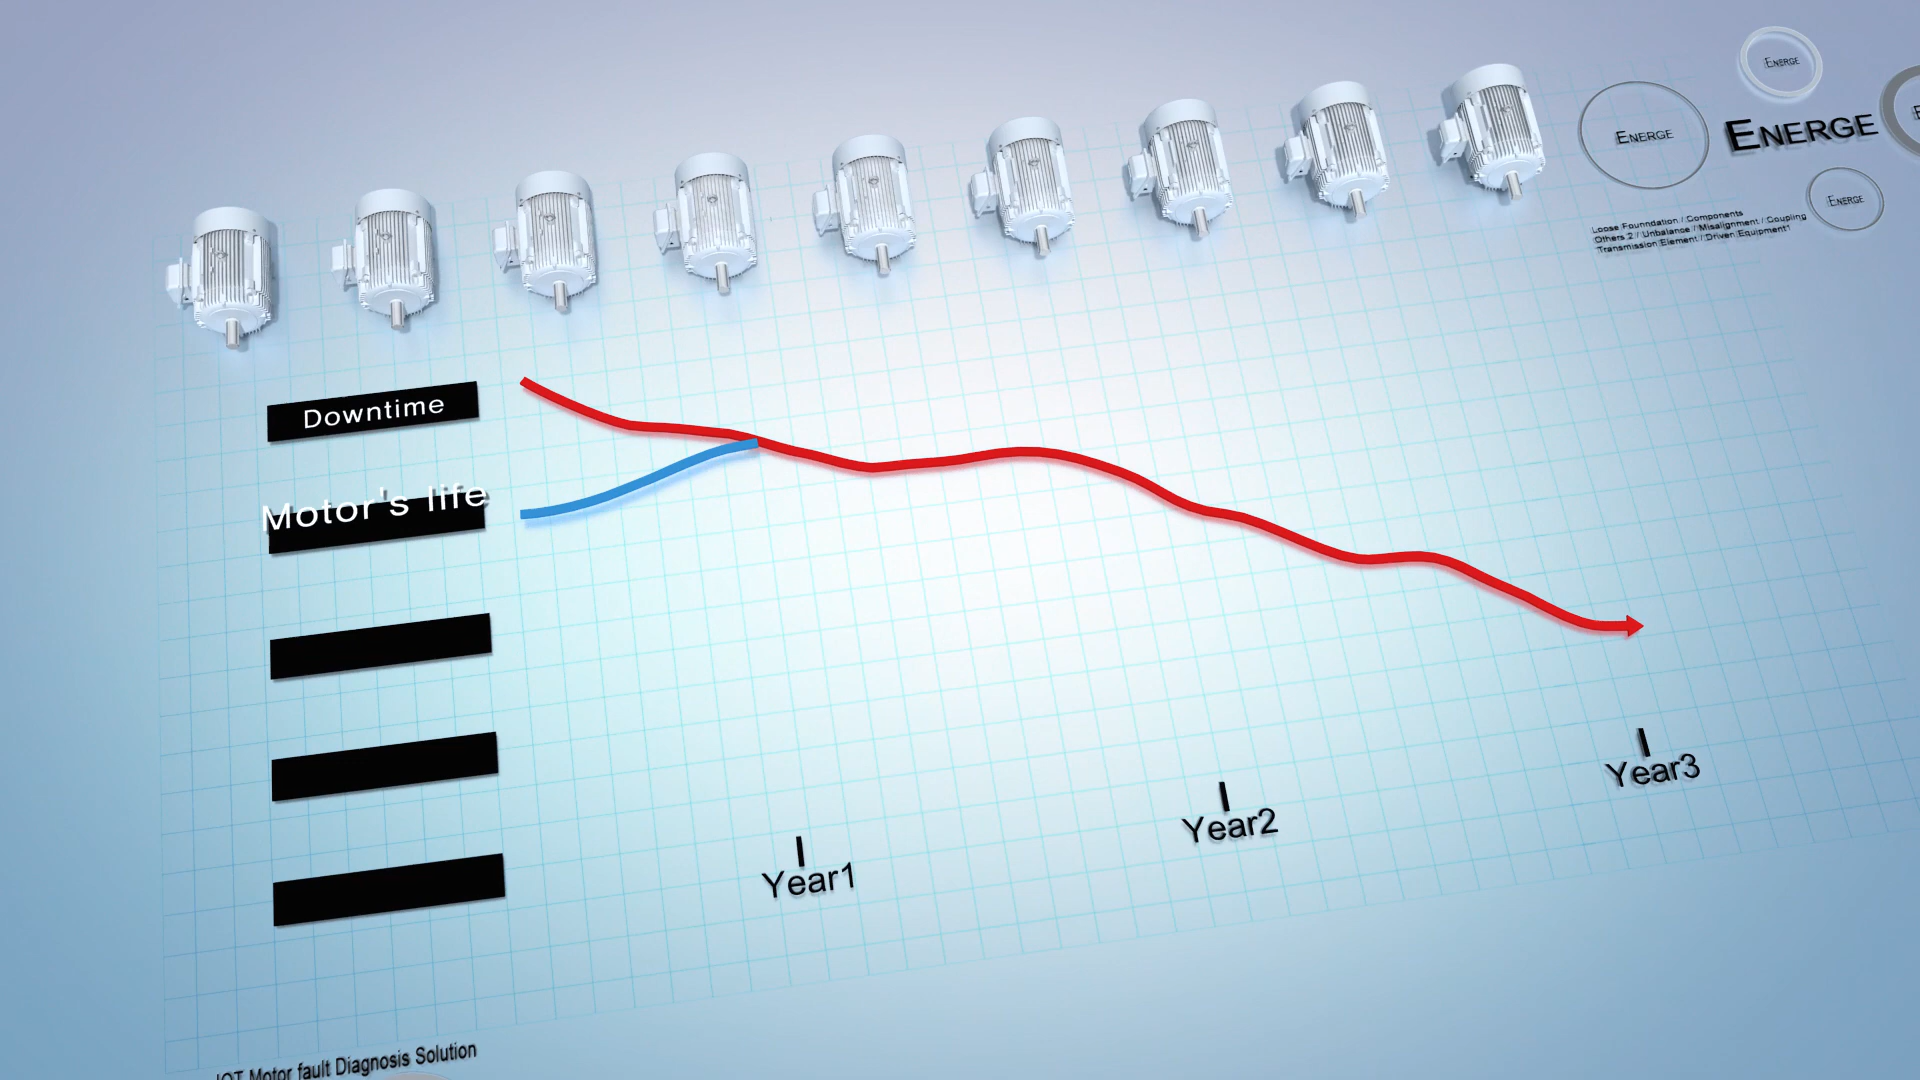 ENERGE
ENERGE
ENERGE
ENERGE
Loose Founndation / Components
Others 2 / Unbalance / Misalignment / Coupling
Transmission Element / Driven Equipment1
Downtime
Motor's life
Year3
Year2
Year1
IOT Motor fault Diagnosis Solution